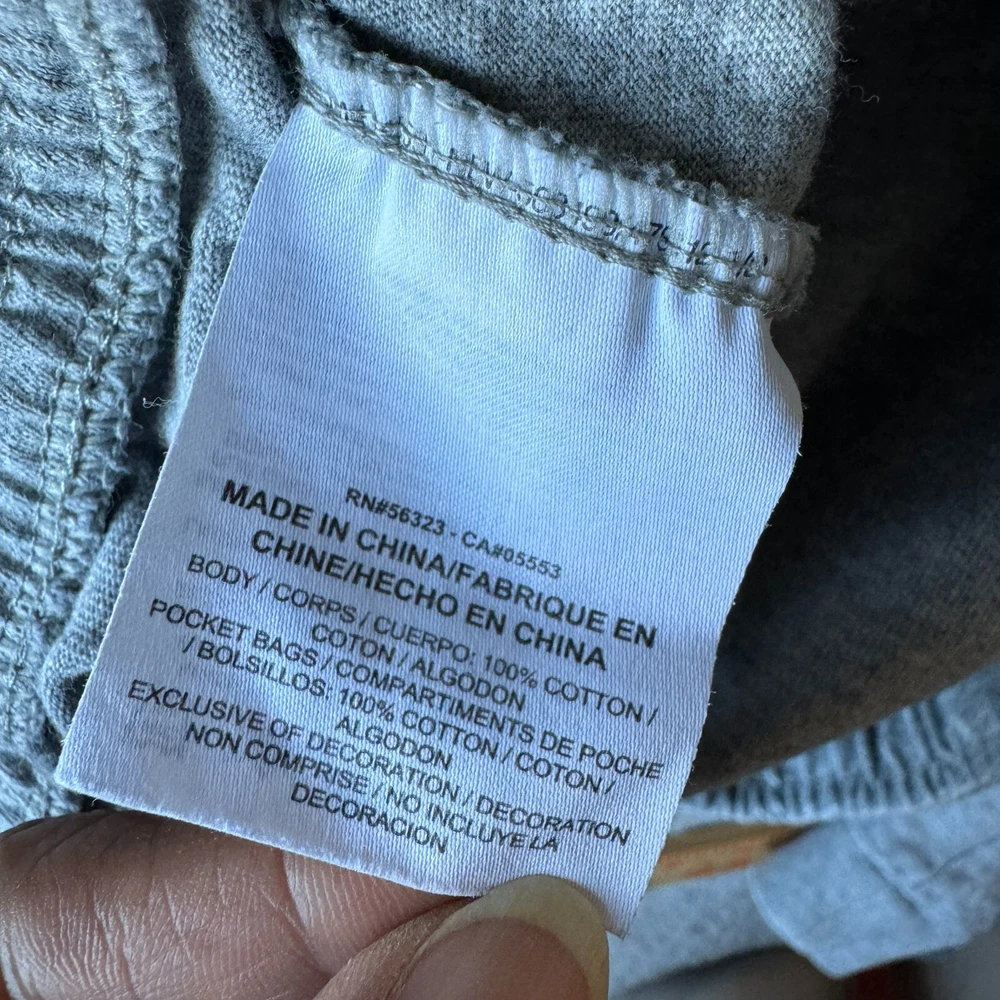 RN#56323 - CA#05553
MADE IN CHINA/FABRIQUE EN
CHINE/HECHO EN CHINA
BODY / CORPS / CUERPO: 100% COTTON /
COTON / ALGODON
POCKET BAGS / COMPARTIMENTS DE POCHE
/ BOLSILLOS: 100% COTTON / COTON /
ALGODON
EXCLUSIVE OF DECORATION / DECORATION
NON COMPRISE / NO INCLUYE LA
DECORACION